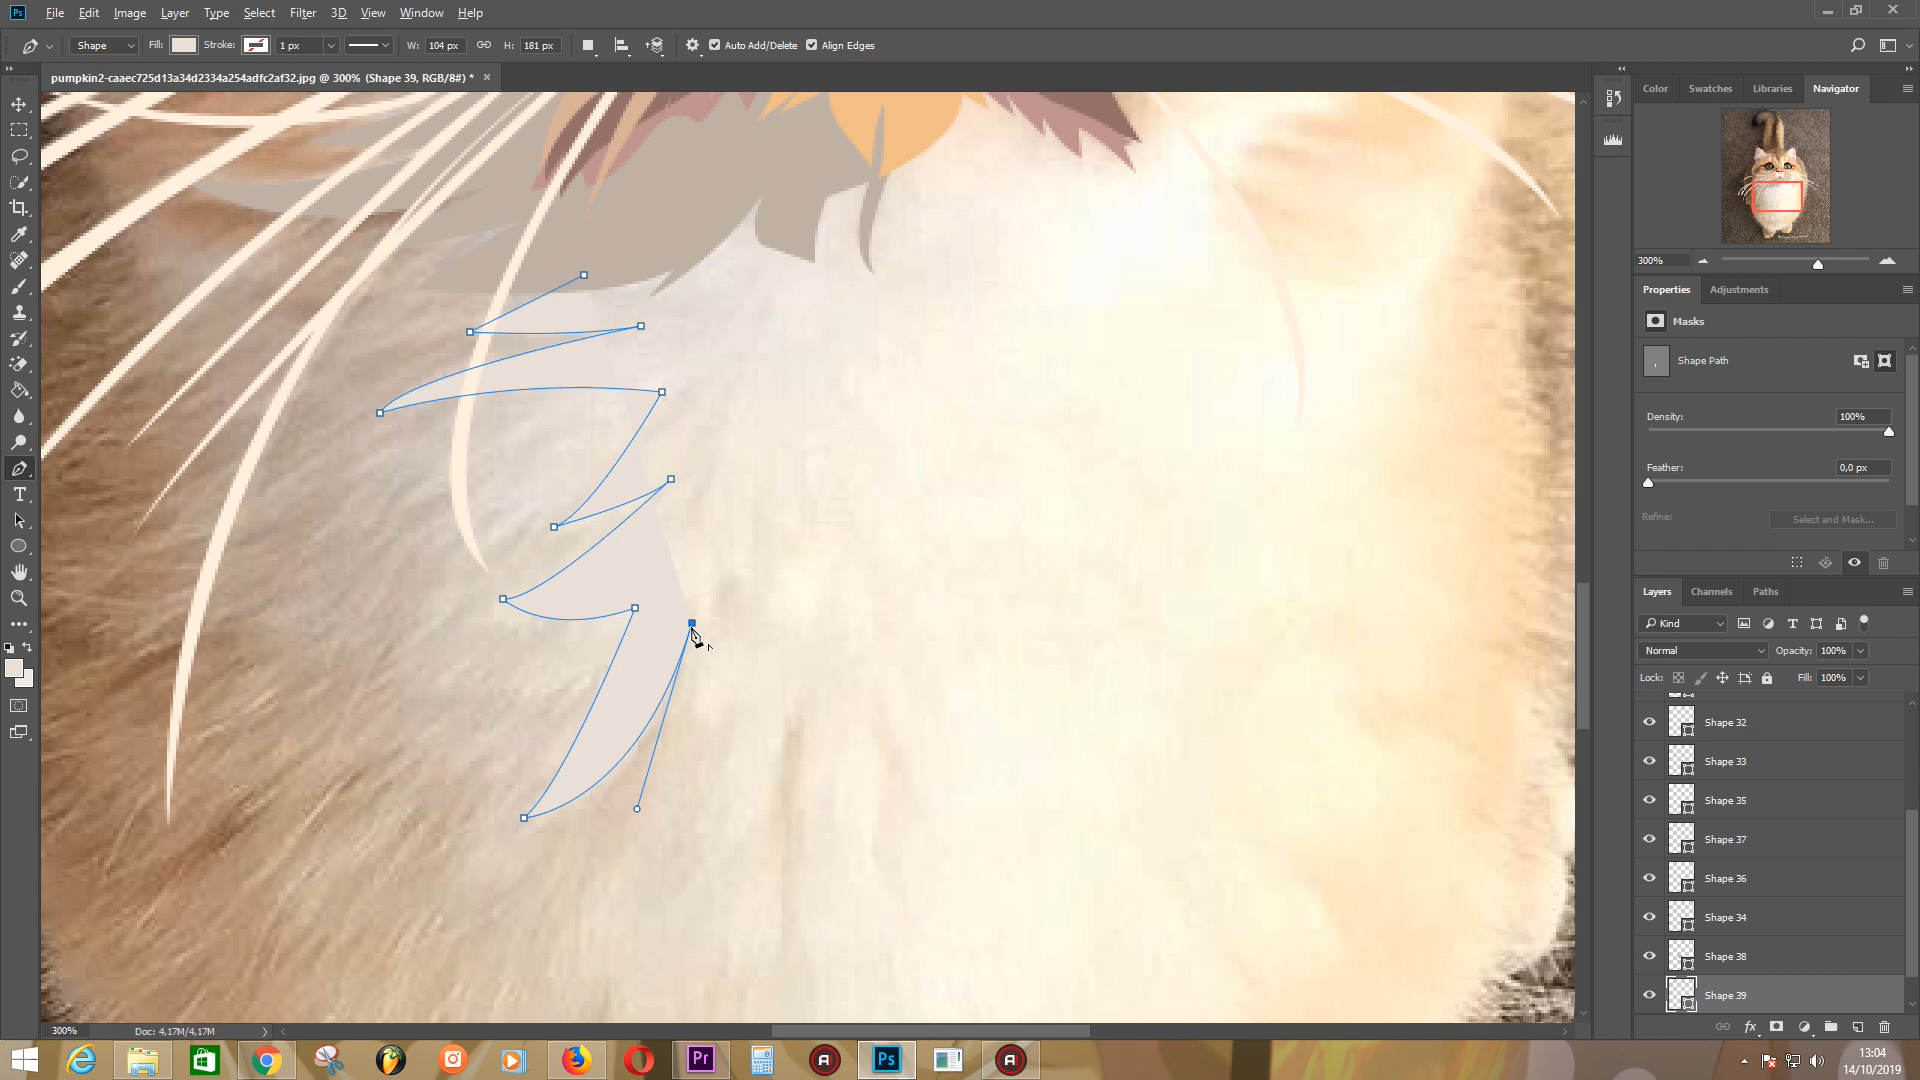 Ps File Edit Image Layer Type Select Filter 3D View Window Help
Shape Fill: Stroke: 1 px W: 104 px H: 181 px Auto Add/Delete Align Edges
pumpkin2-caaec725d13a34d2334a254adfc2af32.jpg @ 300% (Shape 39, RGB/8#) *
Color Swatches Libraries Navigator
300%
Properties Adjustments
Masks
Shape Path
Density: 100%
Feather: 0,0 px
Refine: Select and Mask...
Layers Channels Paths
Kind
Normal Opacity: 100%
Lock: Fill: 100%
Shape 32
Shape 33
Shape 35
Shape 37
Shape 36
Shape 34
Shape 38
Shape 39
300% Doc: 4,17M/4,17M
Pr Ps
13:04
14/10/2019